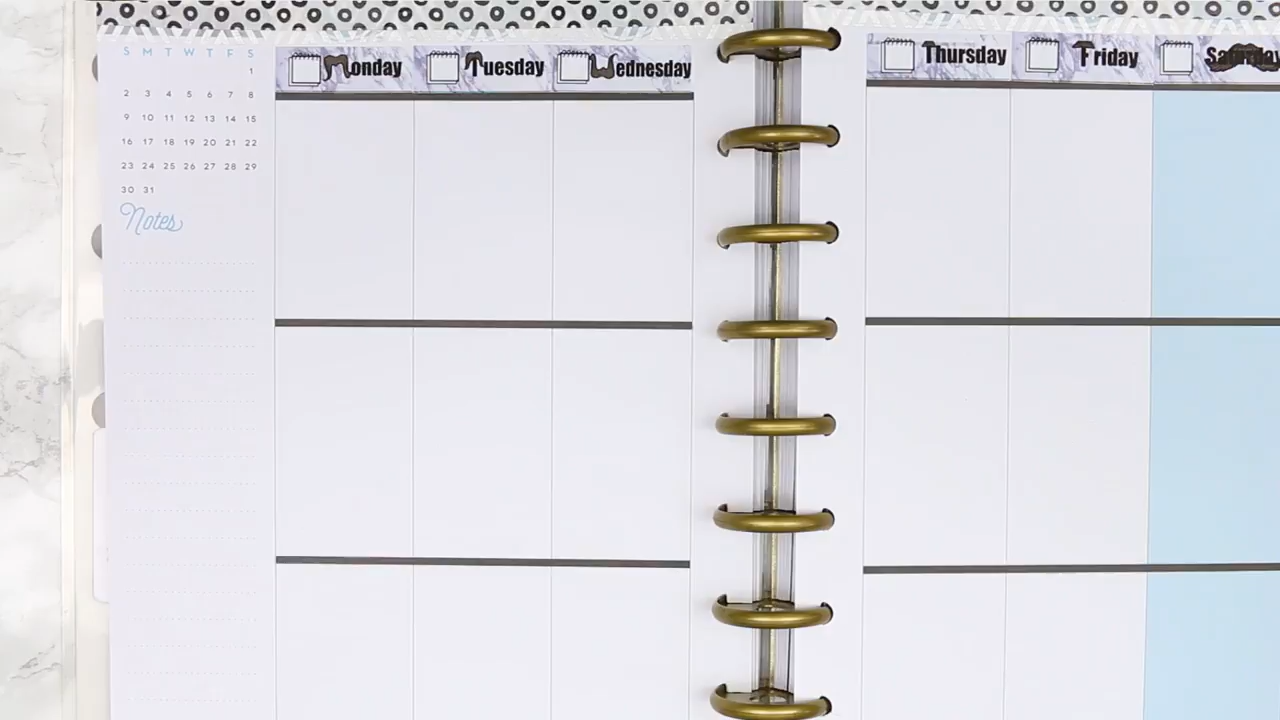 S M T W T F S
1
2 3 4 5 6 7 8
9 10 11 12 13 14 15
16 17 18 19 20 21 22
23 24 25 26 27 28 29
30 31
Notes
Monday Tuesday Wednesday
Thursday Friday Saturday